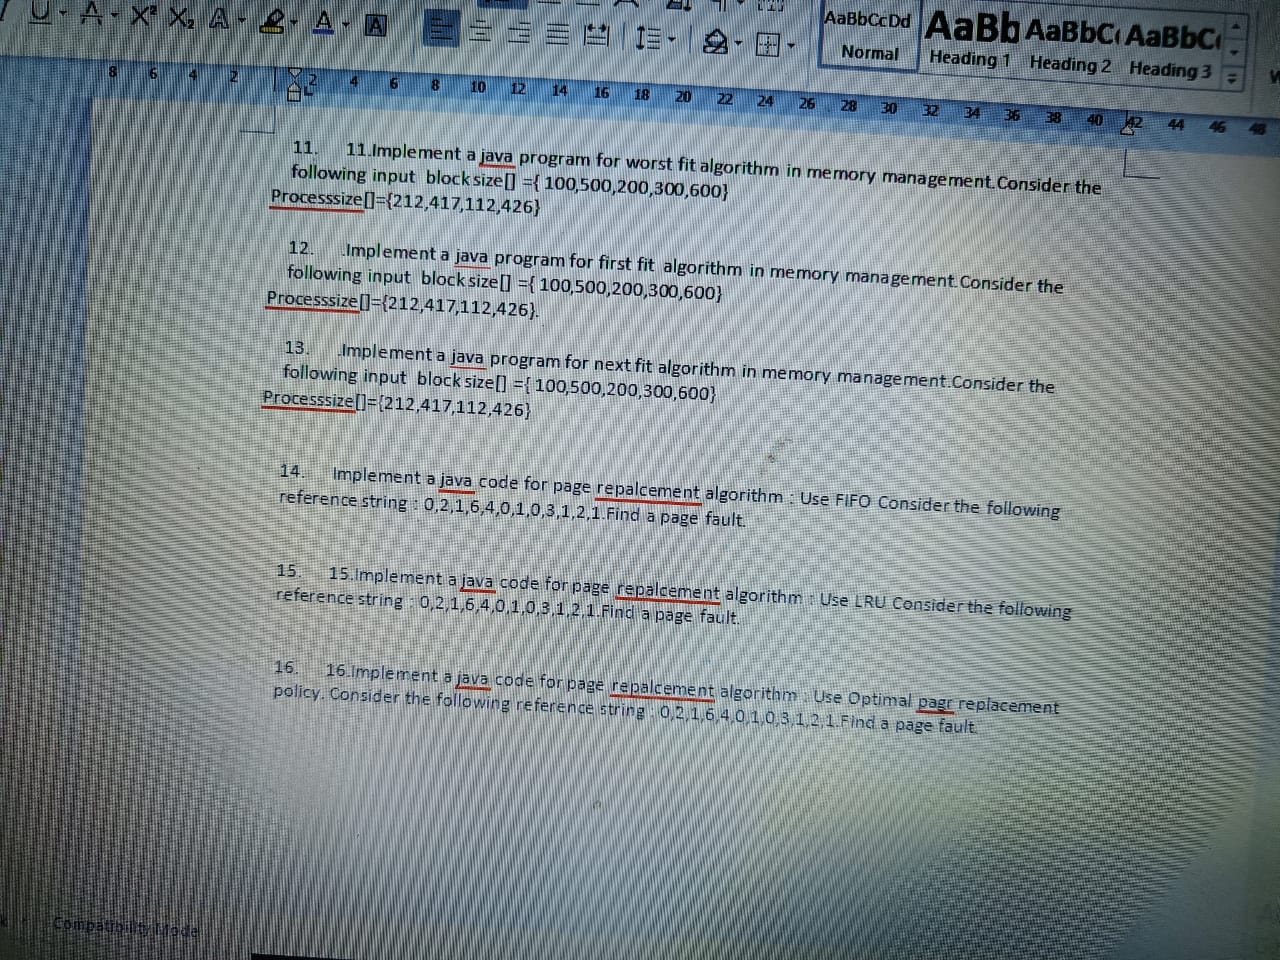 AaBbCcDd AaBb AaBbC AaBbC
Normal Heading 1 Heading 2 Heading 3
8 6 4 2 2 4 6 8 10 12 14 16 18 20 22 24 26 28 30 32 34 36 38 40 42 44 46 48
11. 11.Implement a java program for worst fit algorithm in memory management.Consider the
following input block size[] ={ 100,500,200,300,600}
Processsize[]={212,417,112,426}
12. .Implement a java program for first fit algorithm in memory management.Consider the
following input block size[] ={ 100,500,200,300,600}
Processsize[]={212,417,112,426}.
13. .Implement a java program for next fit algorithm in memory management.Consider the
following input block size[] ={ 100,500,200,300,600}
Processsize[]={212,417,112,426}
14. Implement a java code for page repalcement algorithm : Use FIFO Consider the following
reference string : 0,2,1,6,4,0,1,0,3,1,2,1.Find a page fault.
15. 15.Implement a java code for page repalcement algorithm : Use LRU Consider the following
reference string : 0,2,1,6,4,0,1,0,3,1,2,1.Find a page fault.
16. 16.Implement a java code for page repalcement algorithm : Use Optimal pagr replacement
policy. Consider the following reference string : 0,2,1,6,4,0,1,0,3,1,2,1.Find a page fault.
Compatibility Mode